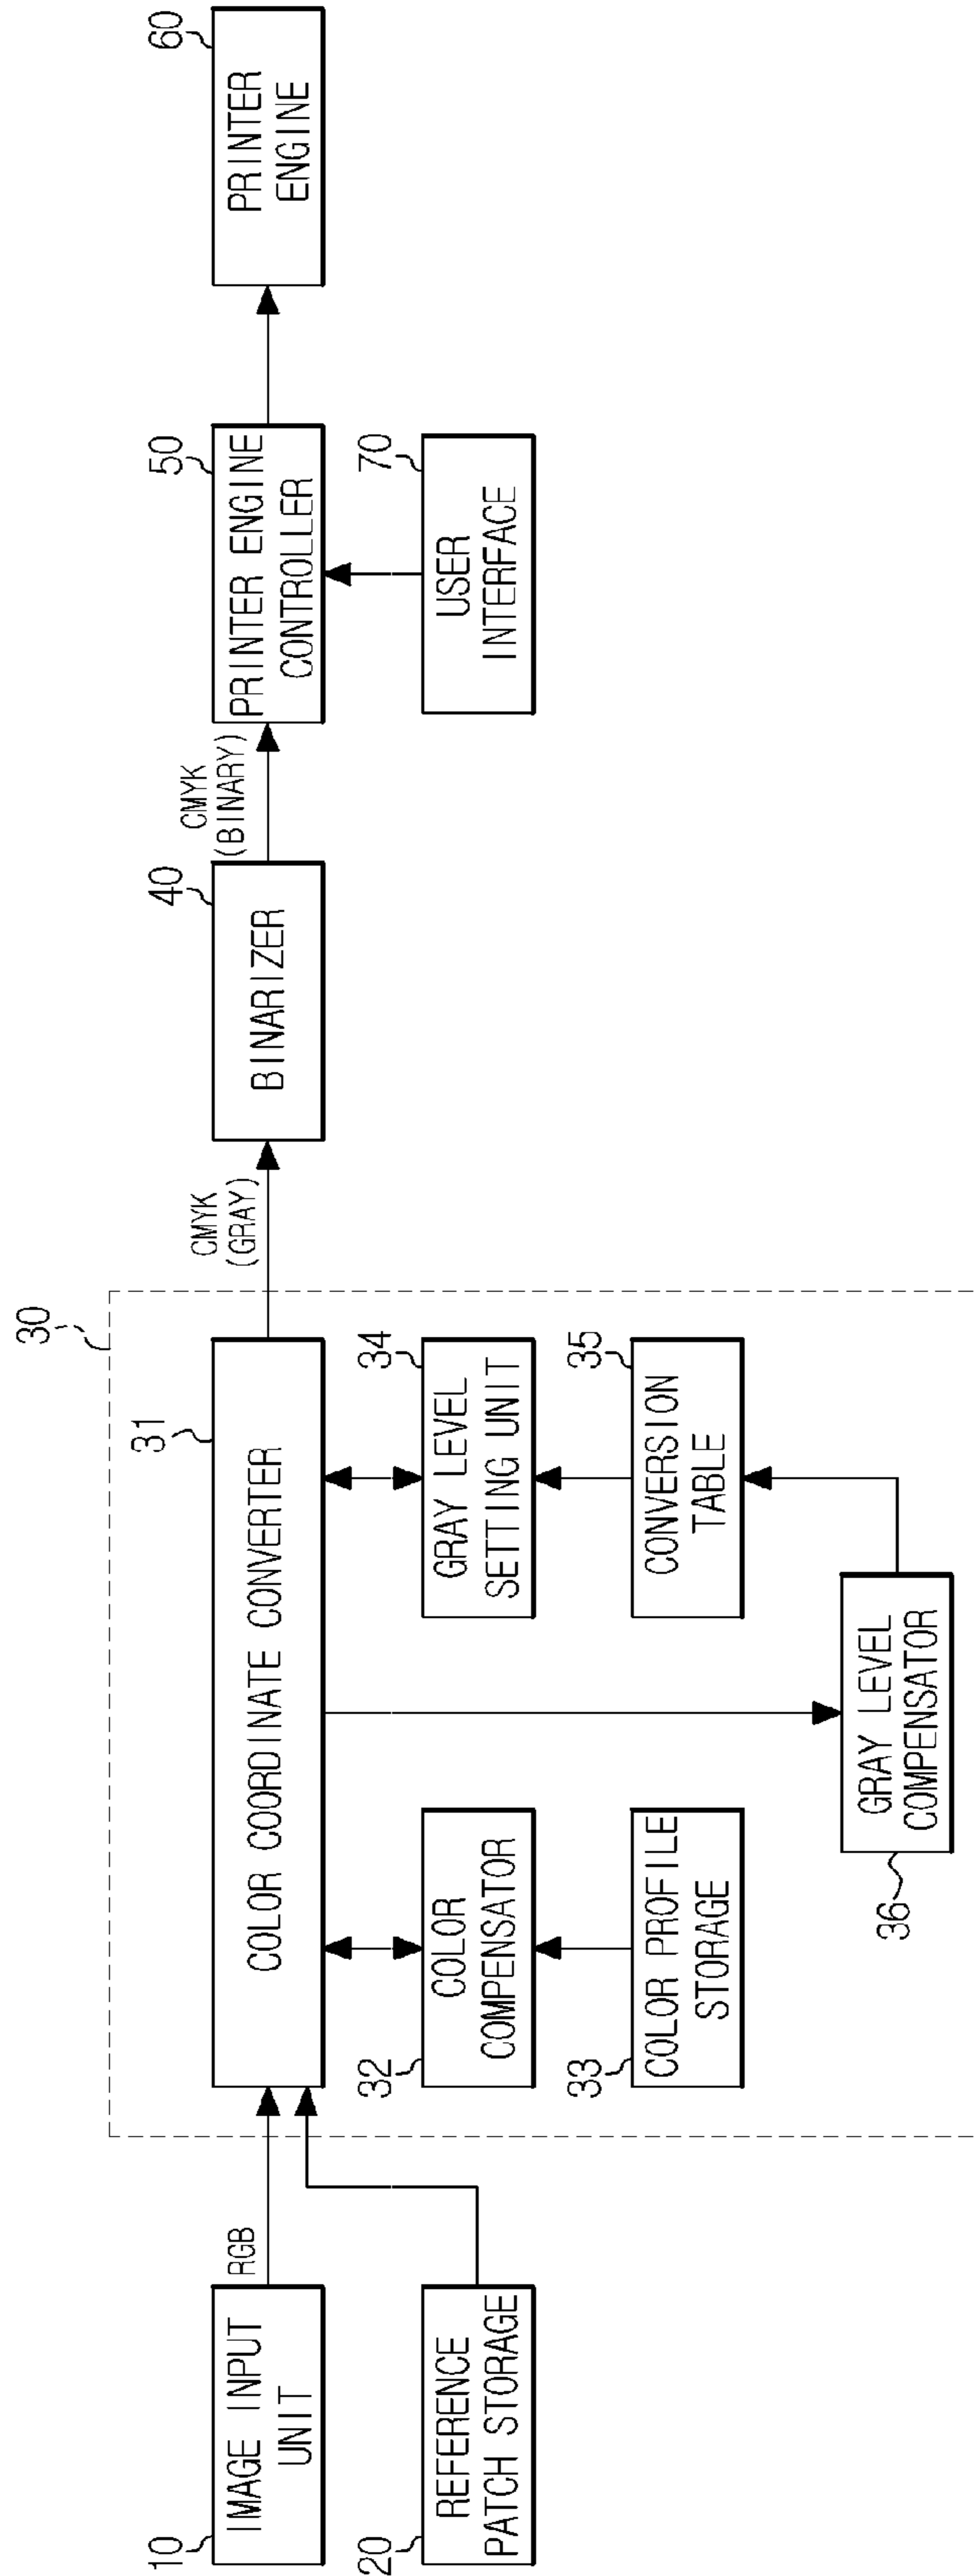 10
IMAGE INPUT
UNIT
RGB
20
REFERENCE
PATCH STORAGE
30
31
COLOR COORDINATE CONVERTER
32
COLOR
COMPENSATOR
33
COLOR PROFILE
STORAGE
34
GRAY LEVEL
SETTING UNIT
35
CONVERSION
TABLE
36
GRAY LEVEL
COMPENSATOR
CMYK
(GRAY)
40
BINARIZER
CMYK
(BINARY)
50
PRINTER ENGINE
CONTROLLER
70
USER
INTERFACE
60
PRINTER
ENGINE